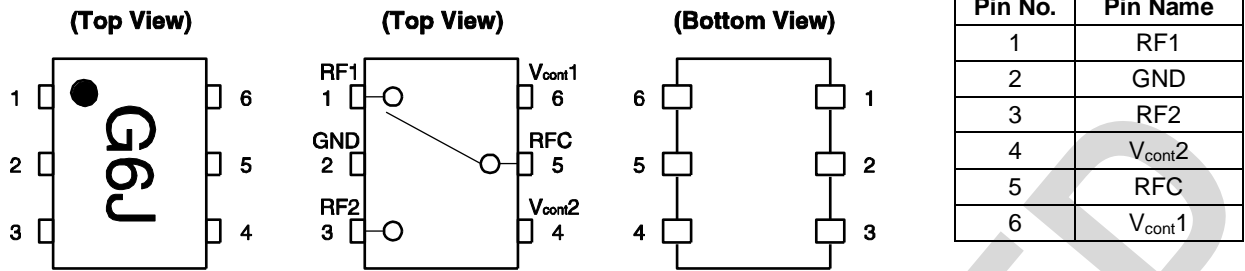 (Top View)
1
2
3
G6J
6
5
4
(Top View)
RF1
1
GND
2
RF2
3
Vcont1
6
RFC
5
Vcont2
4
(Bottom View)
6
5
4
1
2
3
Pin No. Pin Name
1 RF1
2 GND
3 RF2
4 Vcont2
5 RFC
6 Vcont1